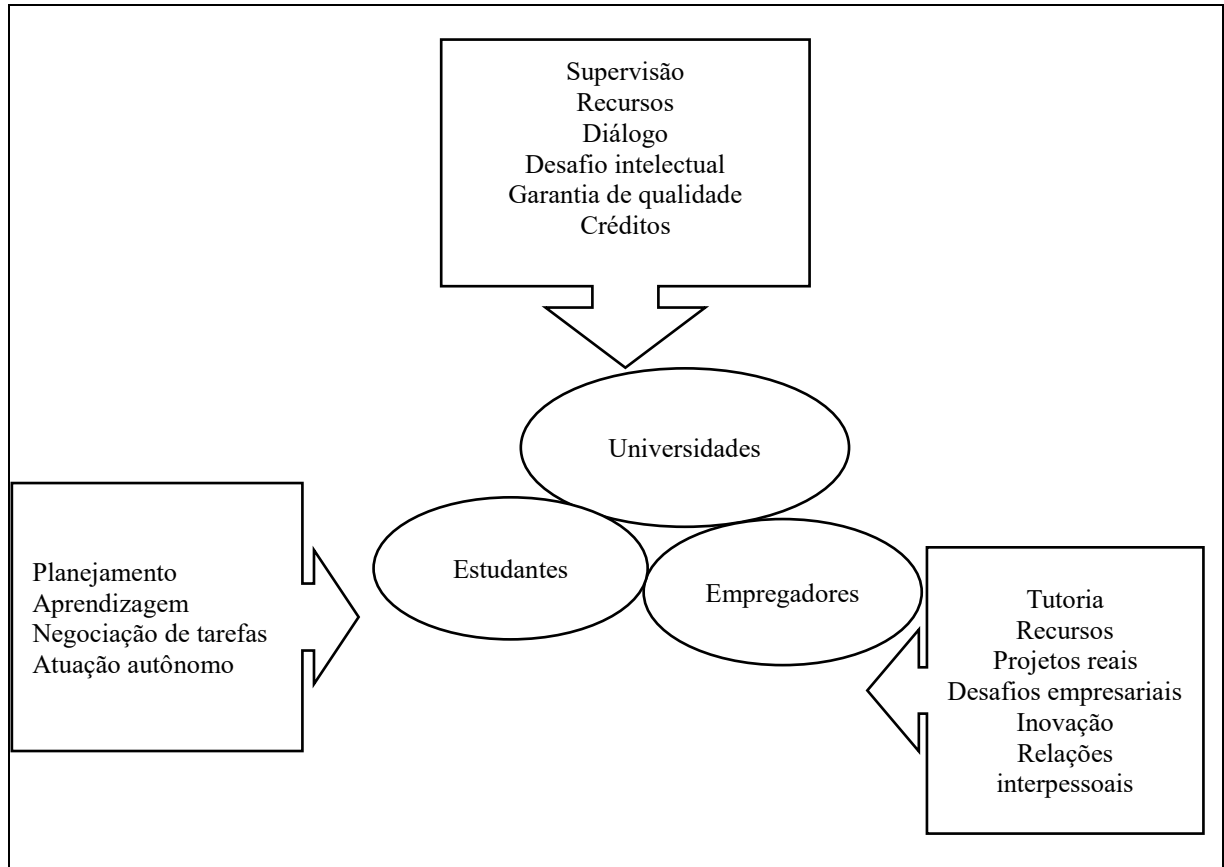 Supervisão
Recursos
Diálogo
Desafio intelectual
Garantia de qualidade
Créditos
Universidades
Estudantes
Empregadores
Planejamento
Aprendizagem
Negociação de tarefas
Atuação autônomo
Tutoria
Recursos
Projetos reais
Desafios empresariais
Inovação
Relações
interpessoais